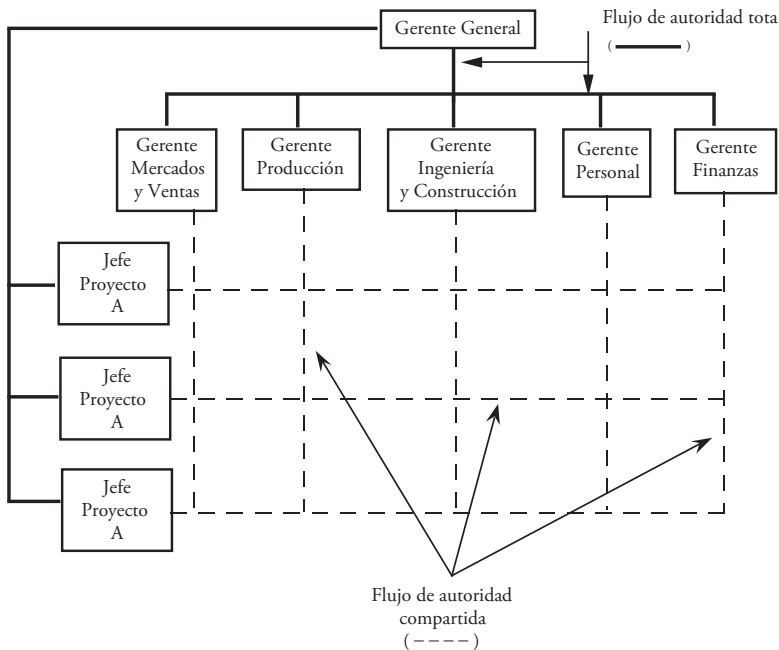 Gerente General
Flujo de autoridad tota
( )
Gerente
Mercados
y Ventas
Gerente
Producción
Gerente
Ingeniería
y Construcción
Gerente
Personal
Gerente
Finanzas
Jefe
Proyecto
A
Jefe
Proyecto
A
Jefe
Proyecto
A
Flujo de autoridad
compartida
(----)